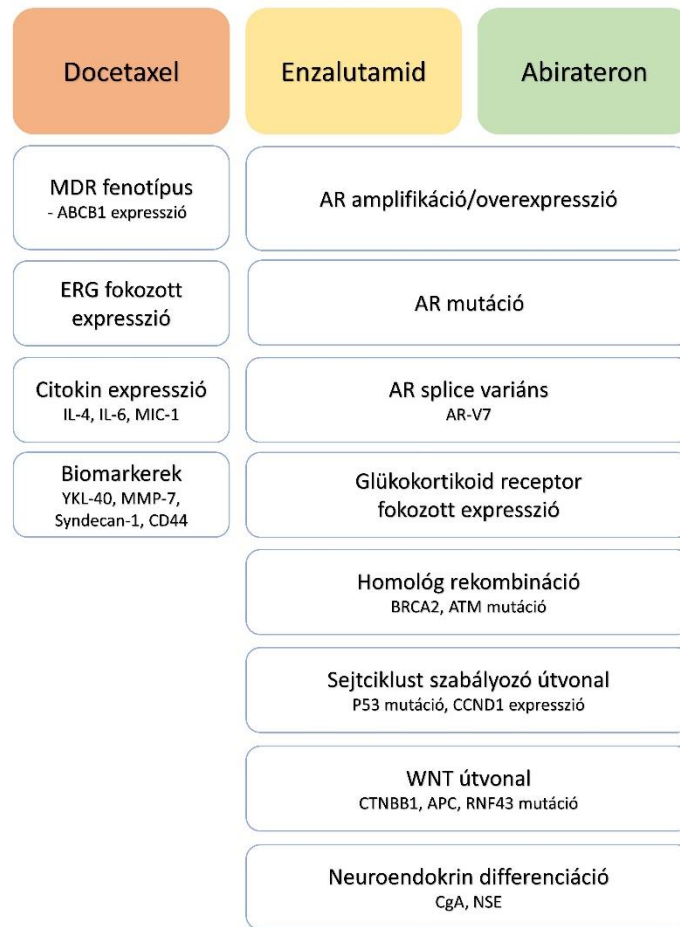 Docetaxel
Enzalutamid
Abirateron
MDR fenotípus
- ABCB1 expresszió
ERG fokozott
expresszió
Citokin expresszió
IL-4, IL-6, MIC-1
Biomarkerek
YKL-40, MMP-7,
Syndecan-1, CD44
AR amplifikáció/overexpresszió
AR mutáció
AR splice variáns
AR-V7
Glükokortikoid receptor
fokozott expresszió
Homológ rekombináció
BRCA2, ATM mutáció
Sejtciklust szabályozó útvonal
P53 mutáció, CCND1 expresszió
WNT útvonal
CTNBB1, APC, RNF43 mutáció
Neuroendokrin differenciáció
CgA, NSE